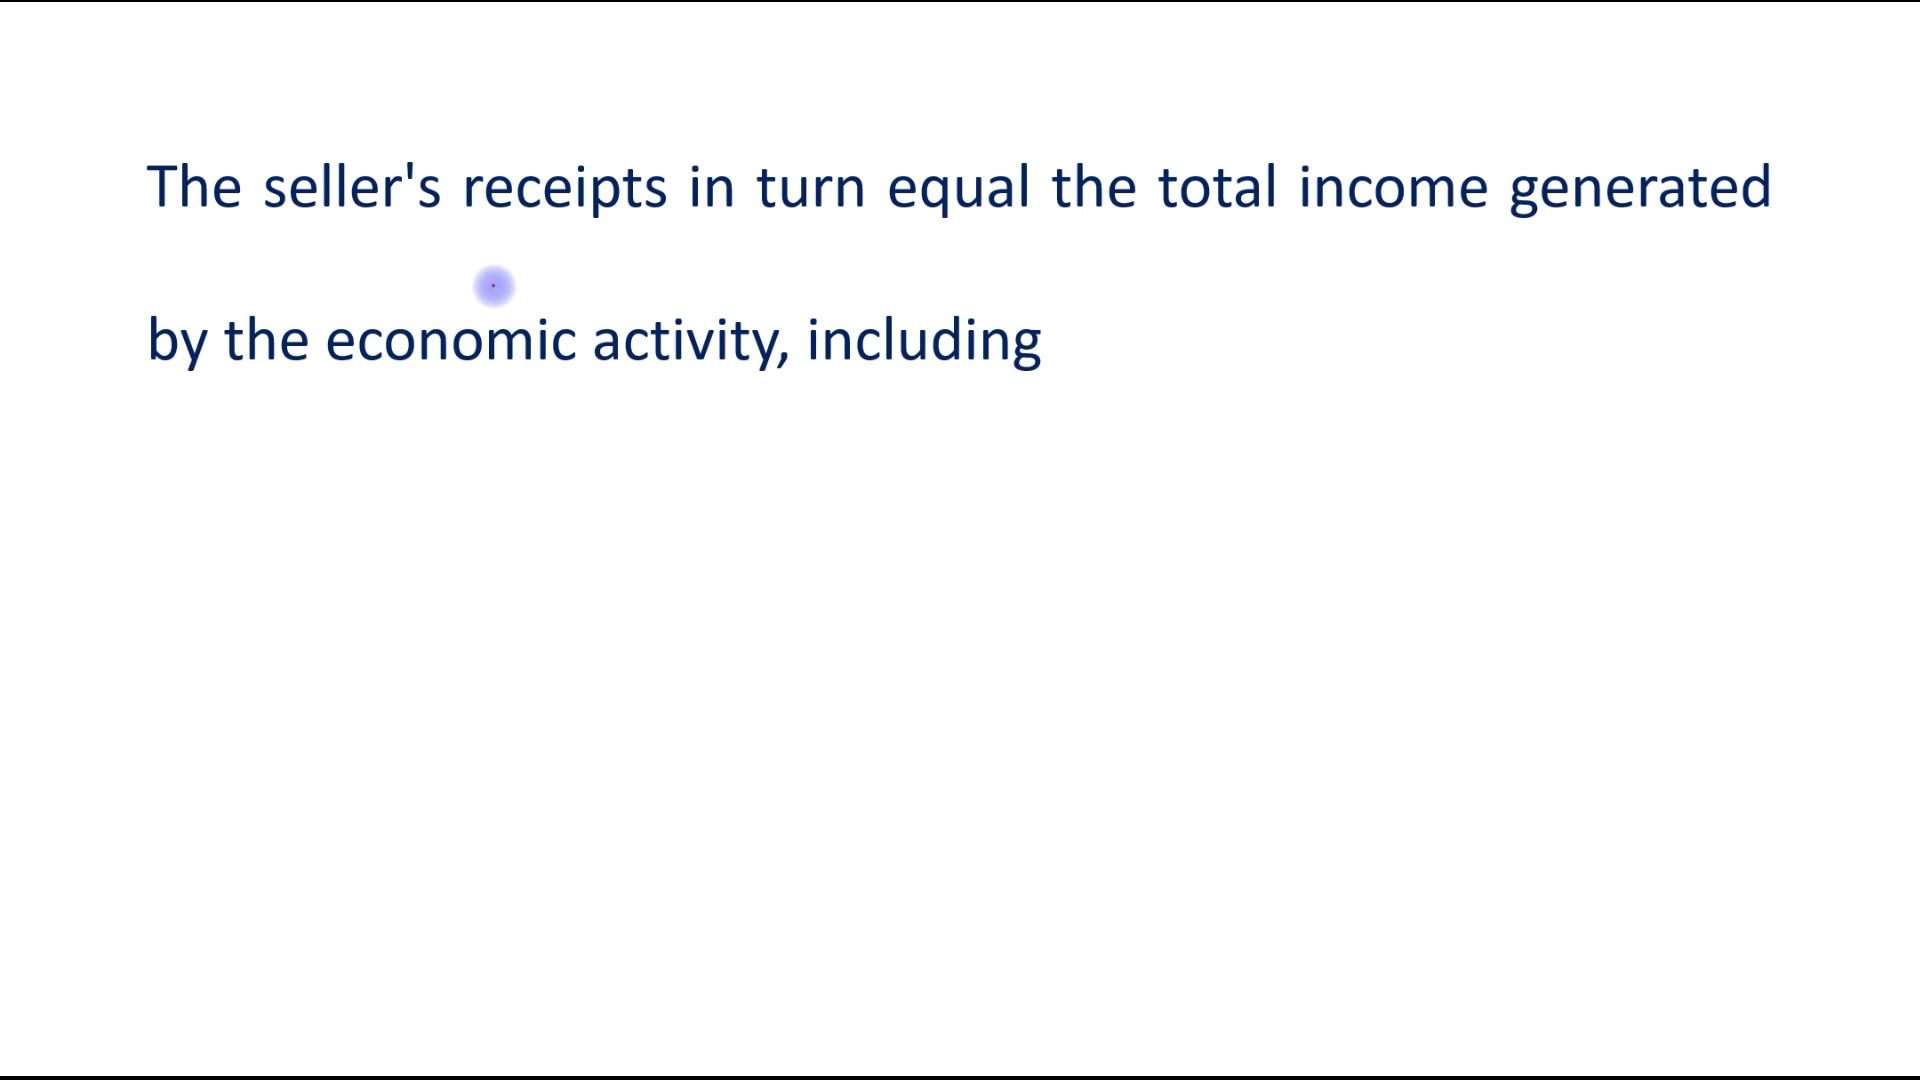 The seller's receipts in turn equal the total income generated
by the economic activity, including